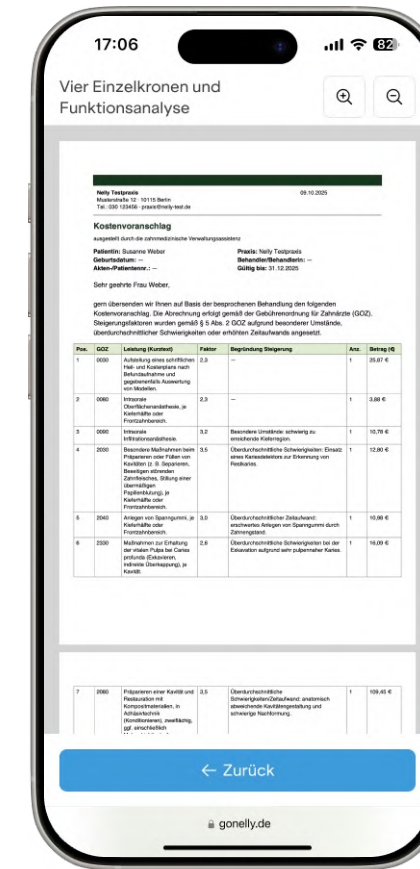 17:06
82
Vier Einzelkronen und
Funktionsanalyse
Nelly Testpraxis
Musterstraße 12 · 10115 Berlin
Tel.: 030 123456 · praxis@nelly-test.de
09.10.2025
Kostenvoranschlag
ausgestellt durch die zahnmedizinische Verwaltungsassistenz
Patientin: Susanne Weber
Geburtsdatum: —
Akten-/Patientennr.: —
Praxis: Nelly Testpraxis
Behandler/Behandlerin: —
Gültig bis: 31.12.2025
Sehr geehrte Frau Weber,
gern übersenden wir Ihnen auf Basis der besprochenen Behandlung den folgenden
Kostenvoranschlag. Die Abrechnung erfolgt gemäß der Gebührenordnung für Zahnärzte (GOZ).
Steigerungsfaktoren wurden gemäß § 5 Abs. 2 GOZ aufgrund besonderer Umstände,
überdurchschnittlicher Schwierigkeiten oder erhöhten Zeitaufwands angesetzt.
Pos. GOZ Leistung (Kurztext) Faktor Begründung Steigerung Anz. Betrag (€)
1 0030 Aufstellung eines schriftlichen 2,3 — 1 25,87 €
Heil- und Kostenplans nach
Befundaufnahme und
gegebenenfalls Auswertung
von Modellen.
2 0080 Intraorale 2,3 — 1 3,88 €
Oberflächenanästhesie, je
Kieferhälfte oder
Frontzahnbereich.
3 0090 Intraorale 3,2 Besondere Umstände: schwierig zu 1 10,78 €
Infiltrationsanästhesie. erreichende Kieferregion.
4 2030 Besondere Maßnahmen beim 3,5 Überdurchschnittliche Schwierigkeiten: Einsatz 1 12,80 €
Präparieren oder Füllen von eines Kariesdetektors zur Erkennung von
Kavitäten (z. B. Separieren, Restkaries.
Beseitigen störenden
Zahnfleisches, Stillung einer
übermäßigen
Papillenblutung), je
Kieferhälfte oder
Frontzahnbereich.
5 2040 Anlegen von Spanngummi, je 3,0 Überdurchschnittlicher Zeitaufwand: 1 10,98 €
Kieferhälfte oder erschwertes Anlegen von Spanngummi durch
Frontzahnbereich. Zahnengstand.
6 2330 Maßnahmen zur Erhaltung 2,6 Überdurchschnittliche Schwierigkeiten bei der 1 16,09 €
der vitalen Pulpa bei Caries Exkavation aufgrund sehr pulpennaher Karies.
profunda (Exkavieren,
indirekte Überkappung), je
Kavität.
7 2080 Präparieren einer Kavität und 3,5 Überdurchschnittliche 1 109,45 €
Restauration mit Schwierigkeiten/Zeitaufwand: anatomisch
Kompositmaterialien, in abweichende Kavitätengestaltung und
Adhäsivtechnik schwierige Nachformung.
(Konditionieren), zweiflächig,
ggf. einschließlich
← Zurück
gonelly.de